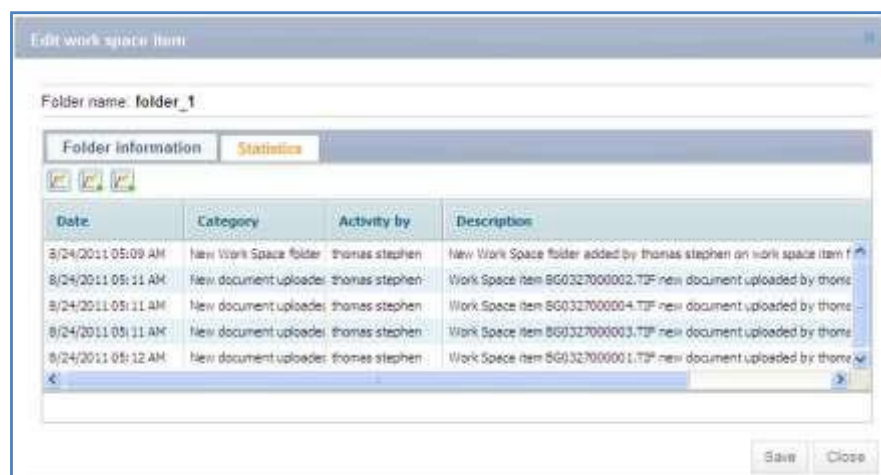 Edit work space item
Folder name: folder_1
Folder information Statistics
Date Category Activity by Description
8/24/2011 05:09 AM New Work Space folder thomas stephen New Work Space folder added by thomas stephen on work space item f
8/24/2011 05:11 AM New document uploaded thomas stephen Work Space item BG0327000002.TIF new document uploaded by thoma
8/24/2011 05:11 AM New document uploaded thomas stephen Work Space item BG0327000004.TIF new document uploaded by thoma
8/24/2011 05:11 AM New document uploaded thomas stephen Work Space item BG0327000003.TIF new document uploaded by thoma
8/24/2011 05:12 AM New document uploaded thomas stephen Work Space item BG0327000001.TIF new document uploaded by thoma
Save Close